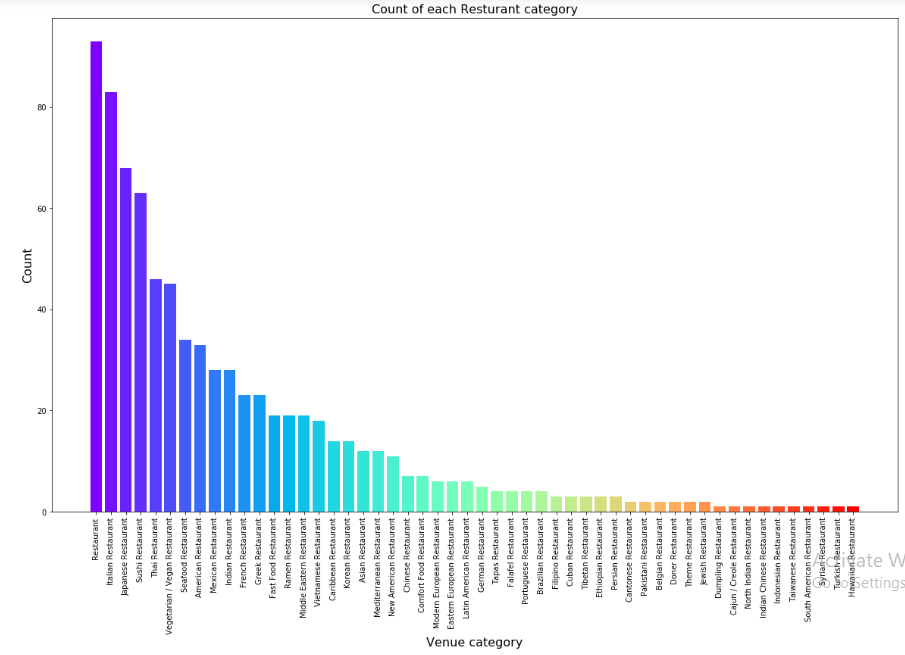 Count of each Resturant category
Count
80
60
40
20
0
Restaurant
Italian Restaurant
Japanese Restaurant
Sushi Restaurant
Thai Restaurant
Vegetarian / Vegan Restaurant
Seafood Restaurant
American Restaurant
Mexican Restaurant
Indian Restaurant
French Restaurant
Greek Restaurant
Fast Food Restaurant
Ramen Restaurant
Middle Eastern Restaurant
Vietnamese Restaurant
Caribbean Restaurant
Korean Restaurant
Asian Restaurant
Mediterranean Restaurant
New American Restaurant
Chinese Restaurant
Comfort Food Restaurant
Modern European Restaurant
Eastern European Restaurant
Latin American Restaurant
German Restaurant
Tapas Restaurant
Falafel Restaurant
Portuguese Restaurant
Brazilian Restaurant
Filipino Restaurant
Cuban Restaurant
Tibetan Restaurant
Ethiopian Restaurant
Persian Restaurant
Cantonese Restaurant
Pakistani Restaurant
Belgian Restaurant
Doner Restaurant
Theme Restaurant
Jewish Restaurant
Dumpling Restaurant
Cajun / Creole Restaurant
North Indian Restaurant
Indian Chinese Restaurant
Indonesian Restaurant
Taiwanese Restaurant
South American Restaurant
Syrian Restaurant
Turkish Restaurant
Hawaiian Restaurant
Venue category
Activate W
Go to Settings